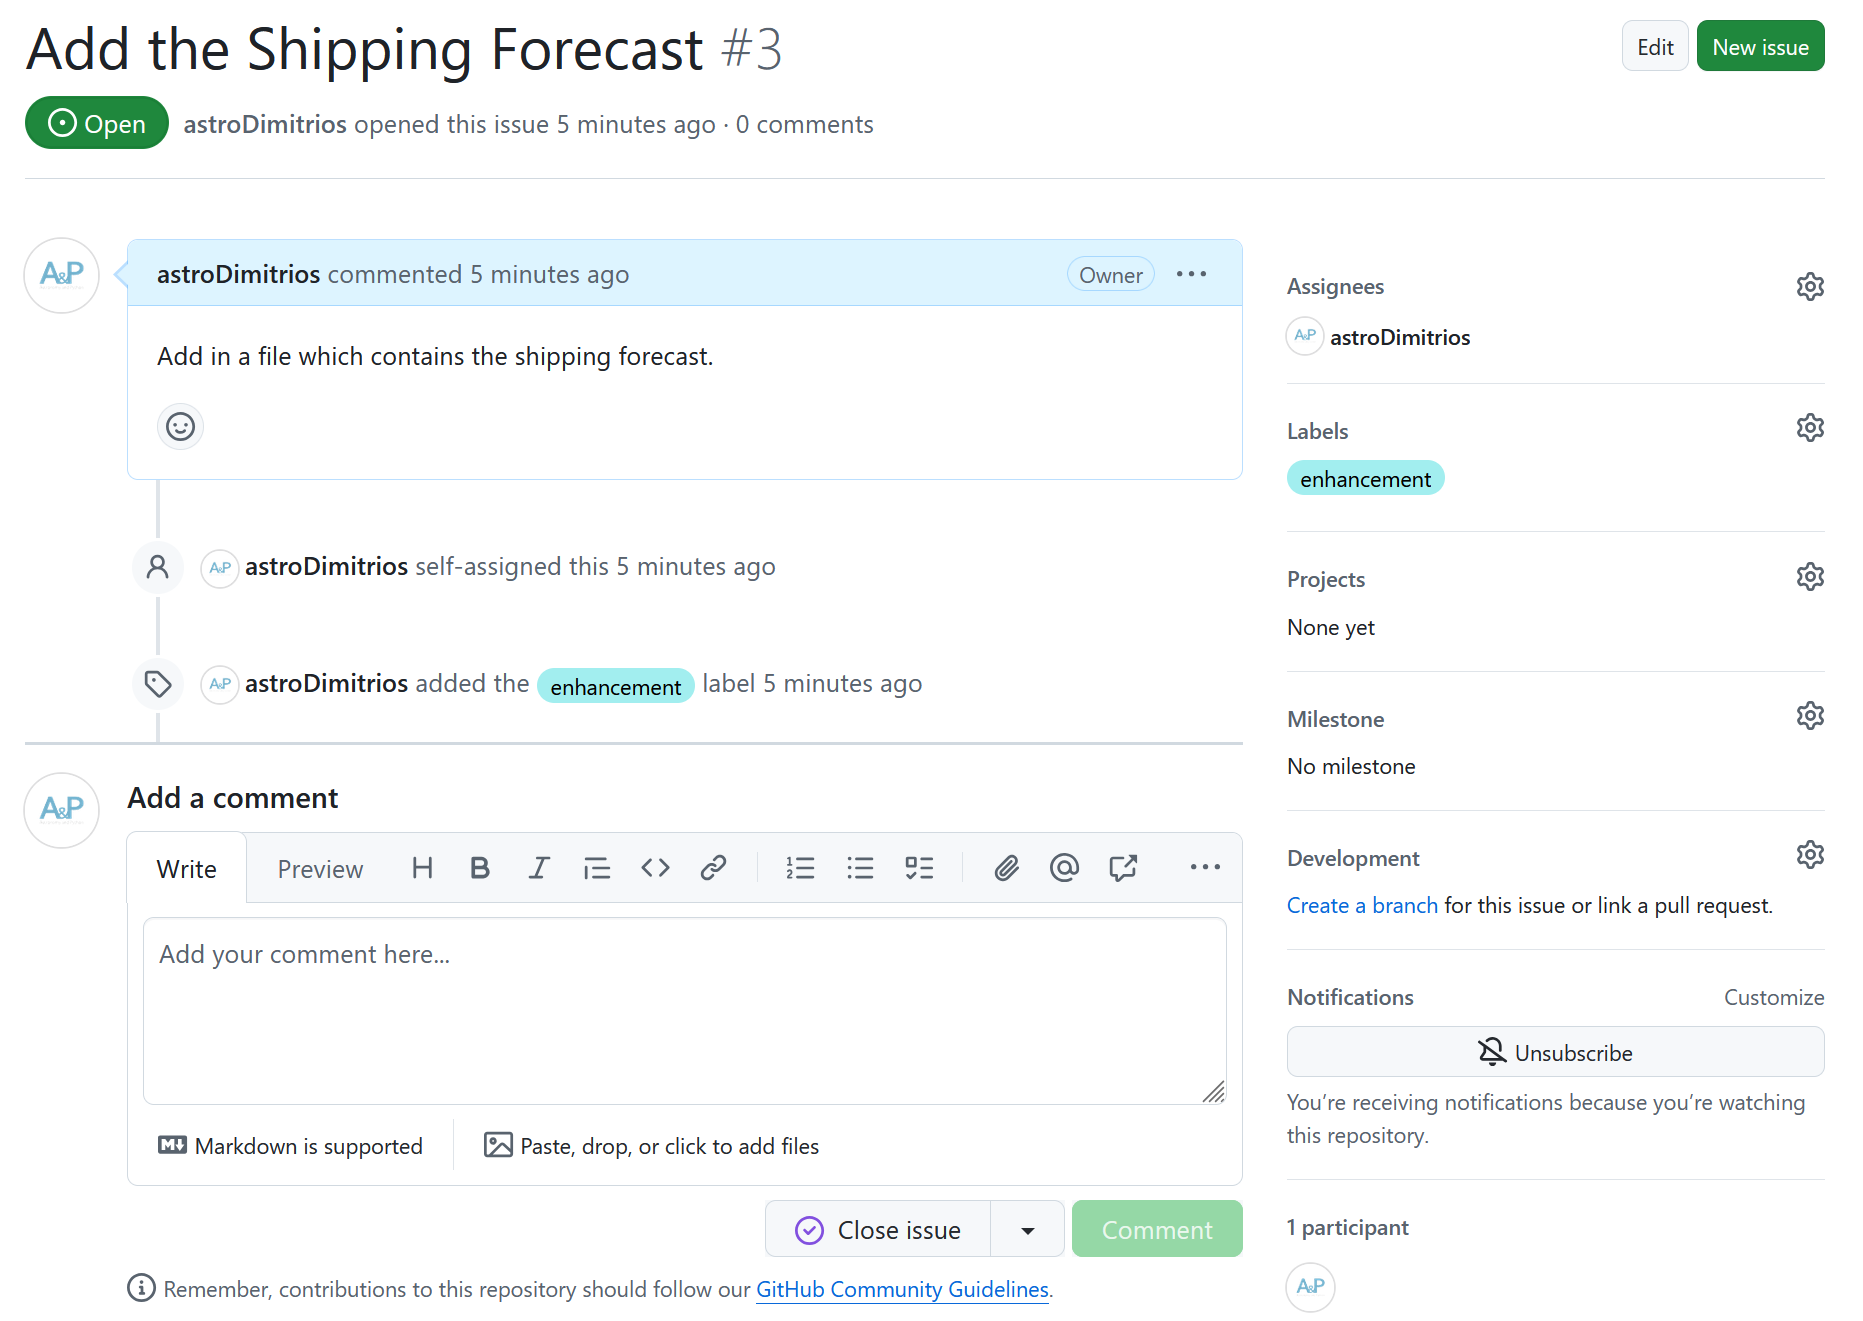 Add the Shipping Forecast #3
Edit
New issue
Open
astroDimitrios opened this issue 5 minutes ago · 0 comments
A&P
astroDimitrios commented 5 minutes ago
Owner
Add in a file which contains the shipping forecast.
A&P astroDimitrios self-assigned this 5 minutes ago
A&P astroDimitrios added the enhancement label 5 minutes ago
A&P
Add a comment
Write
Preview
Add your comment here...
Markdown is supported
Paste, drop, or click to add files
Close issue
Comment
Remember, contributions to this repository should follow our GitHub Community Guidelines.
Assignees
A&P astroDimitrios
Labels
enhancement
Projects
None yet
Milestone
No milestone
Development
Create a branch for this issue or link a pull request.
Notifications
Customize
Unsubscribe
You’re receiving notifications because you’re watching
this repository.
1 participant
A&P